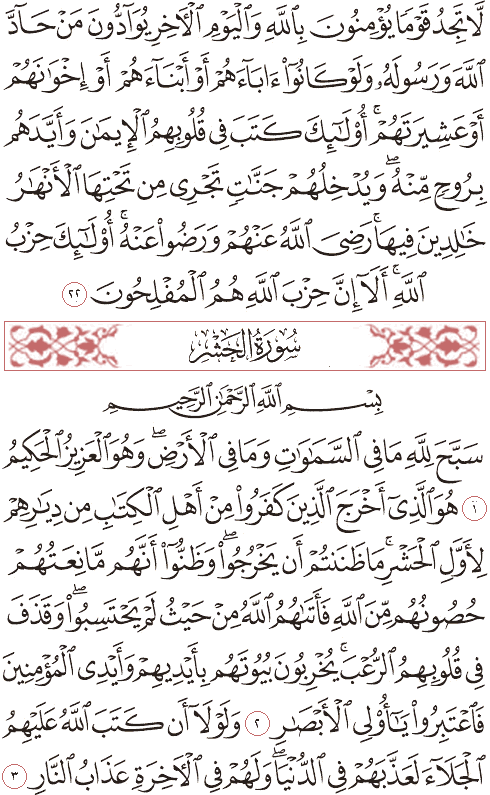 لَّا تَجِدُ قَوْمًا يُؤْمِنُونَ بِٱللَّهِ وَٱلْيَوْمِ ٱلْءَاخِرِ يُوَآدُّونَ مَنْ حَآدَّ
ٱللَّهَ وَرَسُولَهُۥ وَلَوْ كَانُوٓا۟ ءَابَآءَهُمْ أَوْ أَبْنَآءَهُمْ أَوْ إِخْوَٰنَهُمْ
أَوْ عَشِيرَتَهُمْ ۚ أُو۟لَٰٓئِكَ كَتَبَ فِى قُلُوبِهِمُ ٱلْإِيمَٰنَ وَأَيَّدَهُم
بِرُوحٍ مِّنْهُ ۖ وَيُدْخِلُهُمْ جَنَّٰتٍ تَجْرِى مِن تَحْتِهَا ٱلْأَنْهَٰرُ
خَٰلِدِينَ فِيهَا ۚ رَضِىَ ٱللَّهُ عَنْهُمْ وَرَضُوا۟ عَنْهُ ۚ أُو۟لَٰٓئِكَ حِزْبُ
ٱللَّهِ ۚ أَلَآ إِنَّ حِزْبَ ٱللَّهِ هُمُ ٱلْمُفْلِحُونَ ٢٢
سُورَةُ الحَشْرِ
بِسْمِ ٱللَّهِ ٱلرَّحْمَٰنِ ٱلرَّحِيمِ
سَبَّحَ لِلَّهِ مَا فِى ٱلسَّمَٰوَٰتِ وَمَا فِى ٱلْأَرْضِ ۖ وَهُوَ ٱلْعَزِيزُ ٱلْحَكِيمُ
١ هُوَ ٱلَّذِىٓ أَخْرَجَ ٱلَّذِينَ كَفَرُوا۟ مِنْ أَهْلِ ٱلْكِتَٰبِ مِن دِيَٰرِهِمْ
لِأَوَّلِ ٱلْحَشْرِ ۚ مَا ظَنَنتُمْ أَن يَخْرُجُوا۟ ۖ وَظَنُّوٓا۟ أَنَّهُم مَّانِعَتُهُمْ
حُصُونُهُم مِّنَ ٱللَّهِ فَأَتَىٰهُمُ ٱللَّهُ مِنْ حَيْثُ لَمْ يَحْتَسِبُوا۟ ۖ وَقَذَفَ
فِى قُلُوبِهِمُ ٱلرُّعْبَ ۚ يُخْرِبُونَ بُيُوتَهُم بِأَيْدِيهِمْ وَأَيْدِى ٱلْمُؤْمِنِينَ
فَٱعْتَبِرُوا۟ يَٰٓأُو۟لِى ٱلْأَبْصَٰرِ ٢ وَلَوْلَآ أَن كَتَبَ ٱللَّهُ عَلَيْهِمُ
ٱلْجَلَآءَ لَعَذَّبَهُمْ فِى ٱلدُّنْيَا ۖ وَلَهُمْ فِى ٱلْءَاخِرَةِ عَذَابُ ٱلنَّارِ ٣